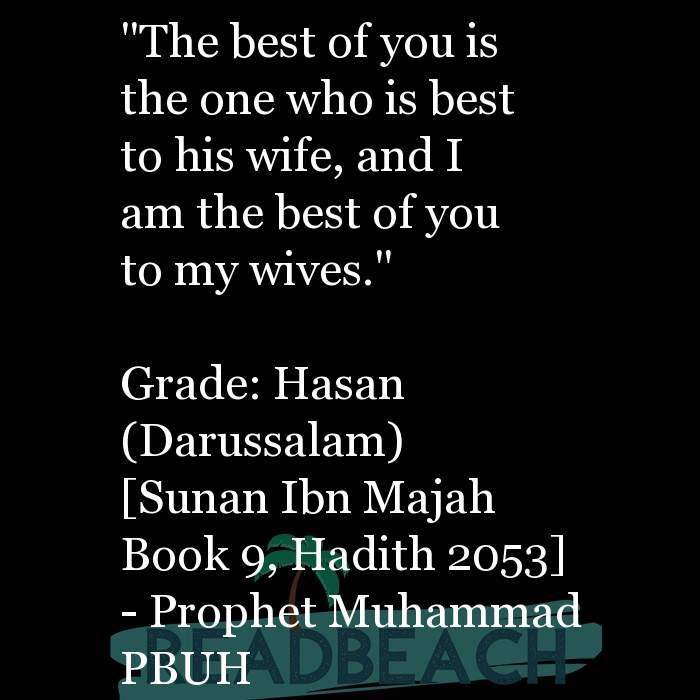 "The best of you is
the one who is best
to his wife, and I
am the best of you
to my wives."
Grade: Hasan
(Darussalam)
[Sunan Ibn Majah
Book 9, Hadith 2053]
- Prophet Muhammad
PBUH
READBEACH